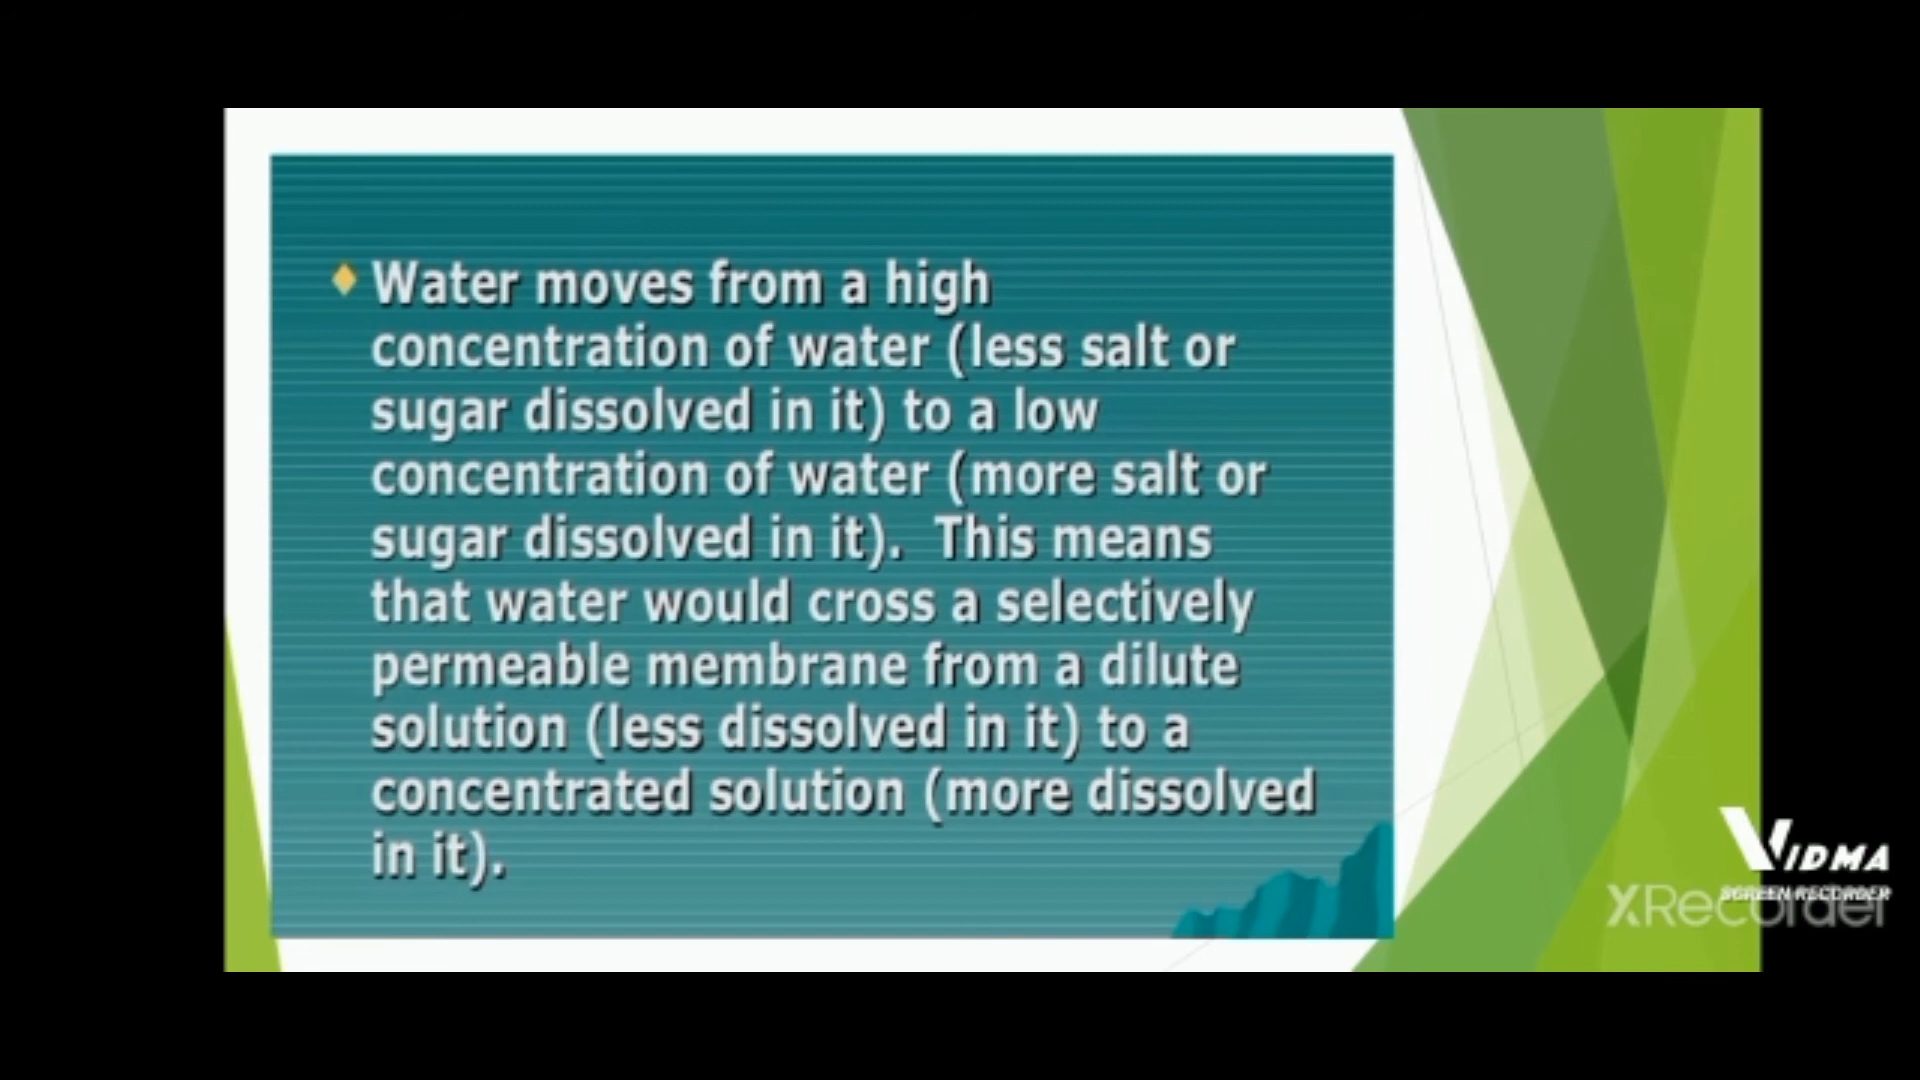 Water moves from a high
concentration of water (less salt or
sugar dissolved in it) to a low
concentration of water (more salt or
sugar dissolved in it).  This means
that water would cross a selectively
permeable membrane from a dilute
solution (less dissolved in it) to a
concentrated solution (more dissolved
in it).
VIDMA
SCREEN RECORDER
XRecorder